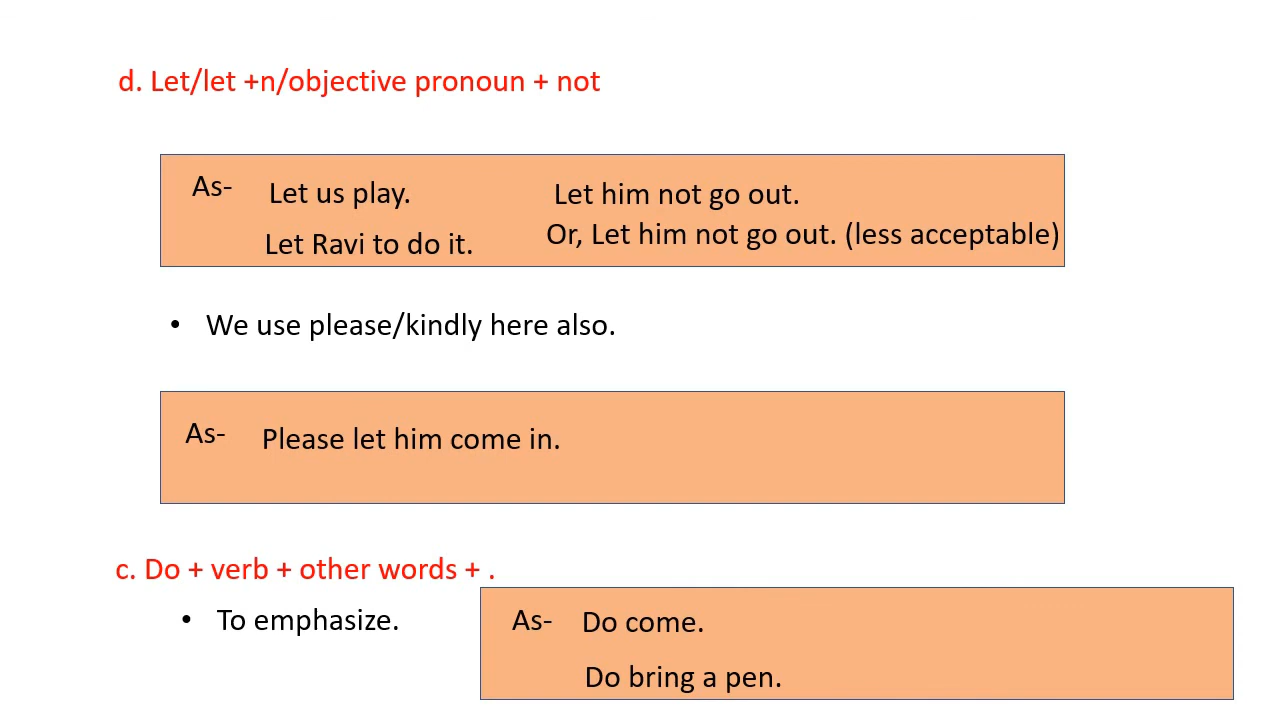 d. Let/let +n/objective pronoun + not
As- Let us play. Let him not go out.
Let Ravi to do it. Or, Let him not go out. (less acceptable)
• We use please/kindly here also.
As- Please let him come in.
c. Do + verb + other words + .
• To emphasize. As- Do come.
Do bring a pen.